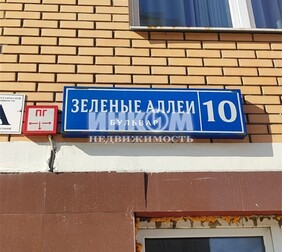 ЗЕЛЕНЫЕ АЛЛЕИ 10
БУЛЬВАР
ИНКОМ
НЕДВИЖИМОСТЬ
А
ПГ